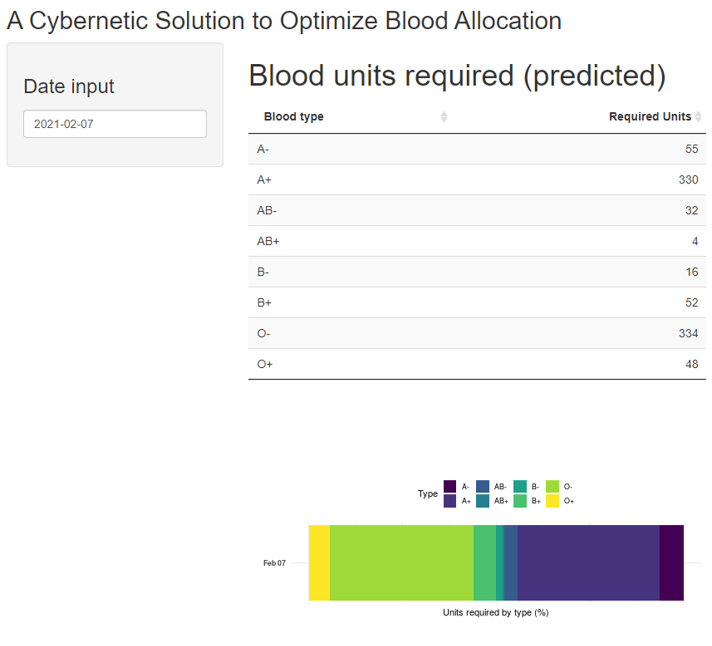 A Cybernetic Solution to Optimize Blood Allocation
Date input
2021-02-07
Blood units required (predicted)
Blood type Required Units
A- 55
A+ 330
AB- 32
AB+ 4
B- 16
B+ 52
O- 334
O+ 48
Type A- AB- B- O-
A+ AB+ B+ O+
Feb 07
Units required by type (%)